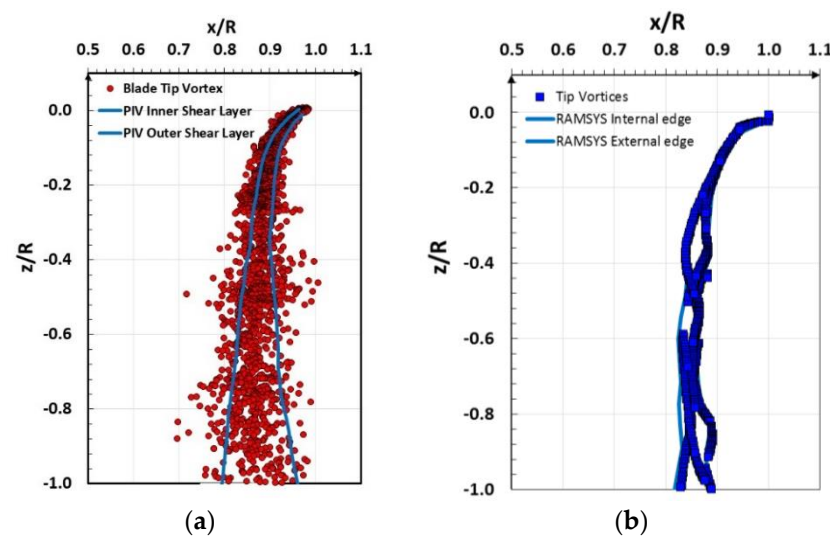 x/R
0.5 0.6 0.7 0.8 0.9 1.0 1.1
Blade Tip Vortex
PIV Inner Shear Layer
PIV Outer Shear Layer
0.0
-0.2
-0.4
-0.6
-0.8
-1.0
z/R
(a)
x/R
0.5 0.6 0.7 0.8 0.9 1.0 1.1
Tip Vortices
RAMSYS Internal edge
RAMSYS External edge
0.0
-0.2
-0.4
-0.6
-0.8
-1.0
z/R
(b)